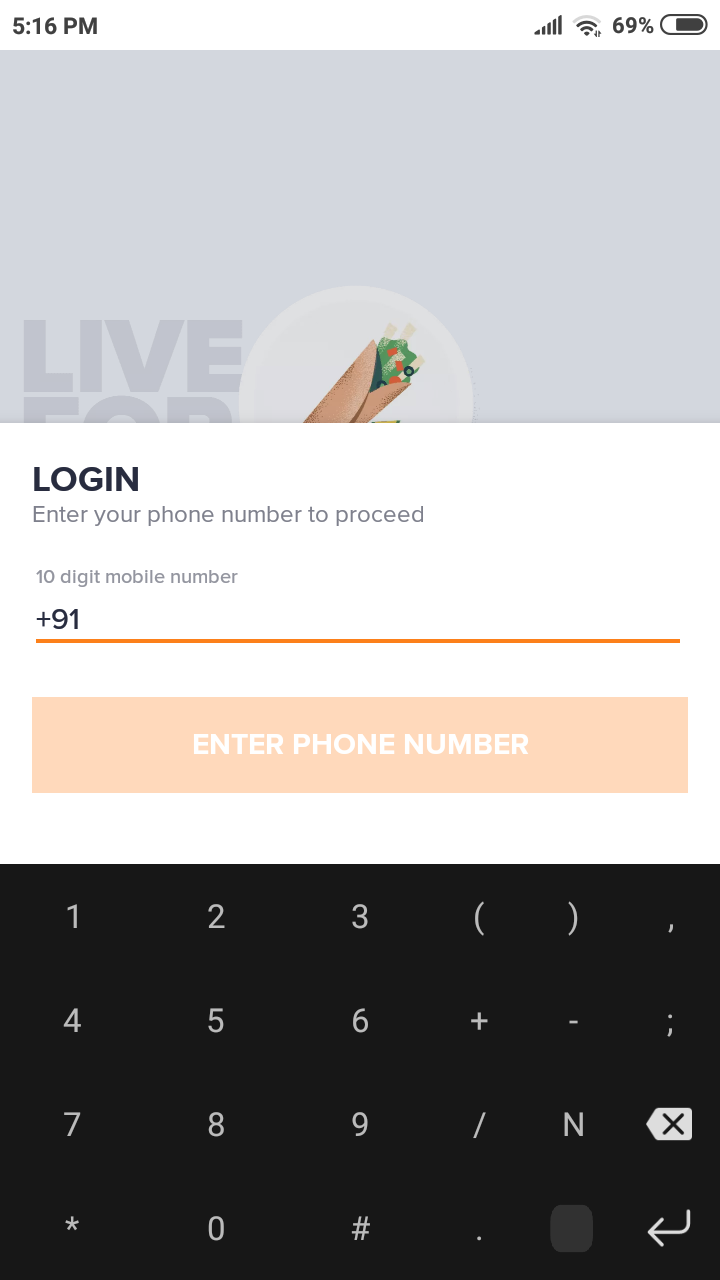 5:16 PM 69%
LIVE
FOR
LOGIN
Enter your phone number to proceed
10 digit mobile number
+91
ENTER PHONE NUMBER
1 2 3 ( ) ,
4 5 6 + - ;
7 8 9 / N
* 0 # .